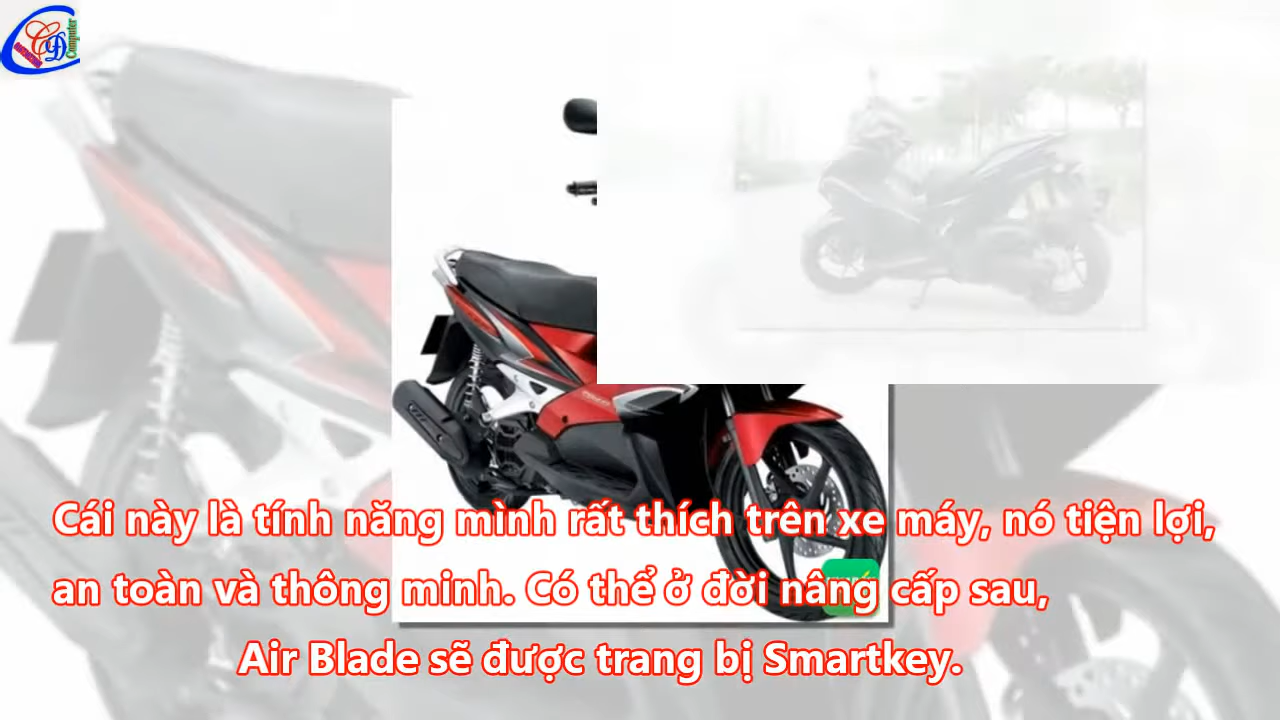 Computer
Cái này là tính năng mình rất thích trên xe máy, nó tiện lợi,
an toàn và thông minh. Có thể ở đời nâng cấp sau,
Air Blade sẽ được trang bị Smartkey.